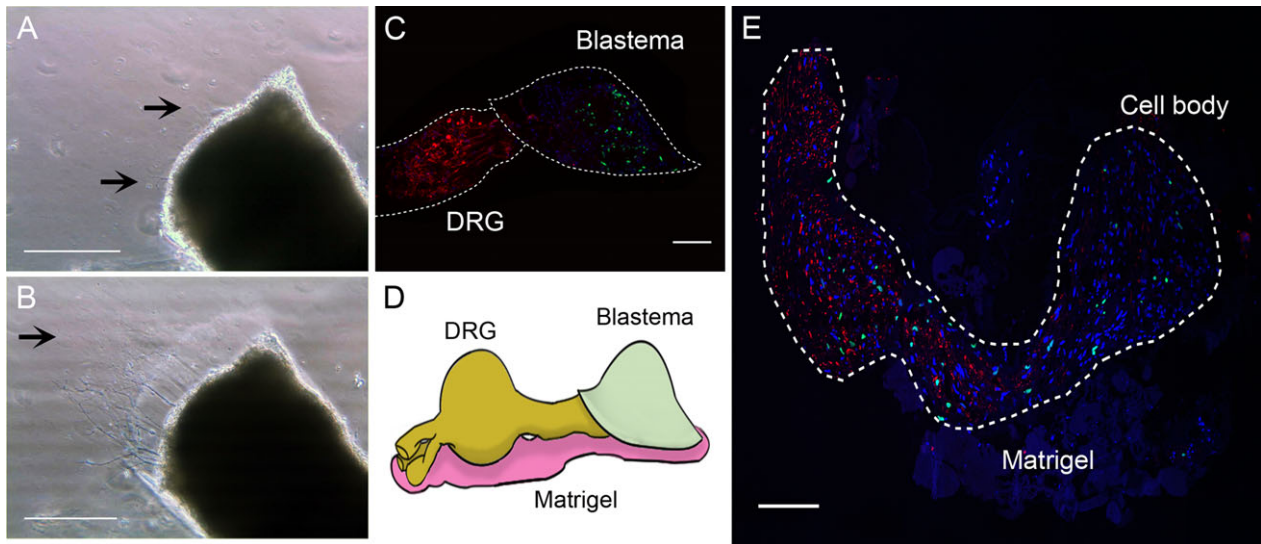 A
B
C
Blastema
DRG
D
DRG
Blastema
Matrigel
E
Cell body
Matrigel